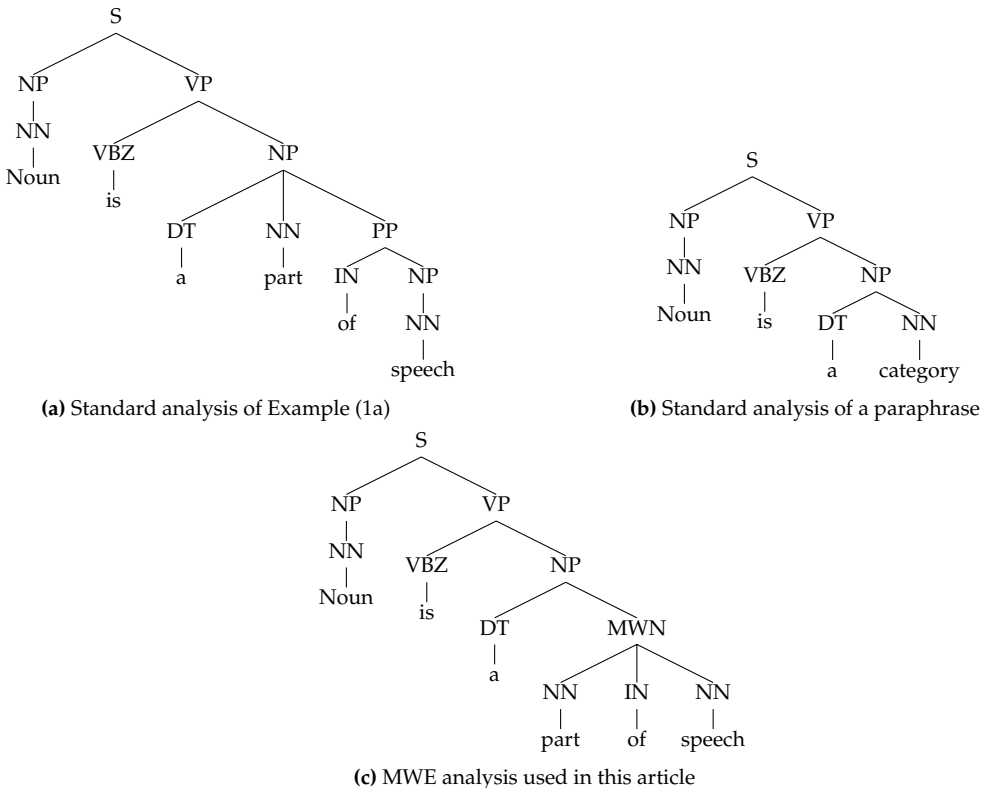 S
NP VP
NN
VBZ NP
Noun
is
DT NN PP
a part IN NP
of NN
speech
(a) Standard analysis of Example (1a)
S
NP VP
NN VBZ NP
Noun is DT NN
a category
(b) Standard analysis of a paraphrase
S
NP VP
NN
VBZ NP
Noun
is
DT MWN
a
NN IN NN
part of speech
(c) MWE analysis used in this article